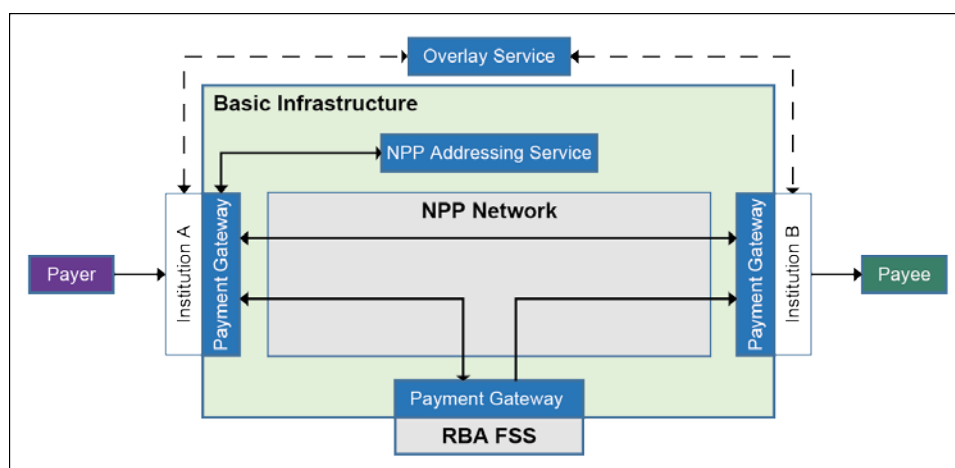 Overlay Service
Basic Infrastructure
NPP Addressing Service
NPP Network
Payer
Institution A
Payment Gateway
Payment Gateway
Institution B
Payee
Payment Gateway
RBA FSS